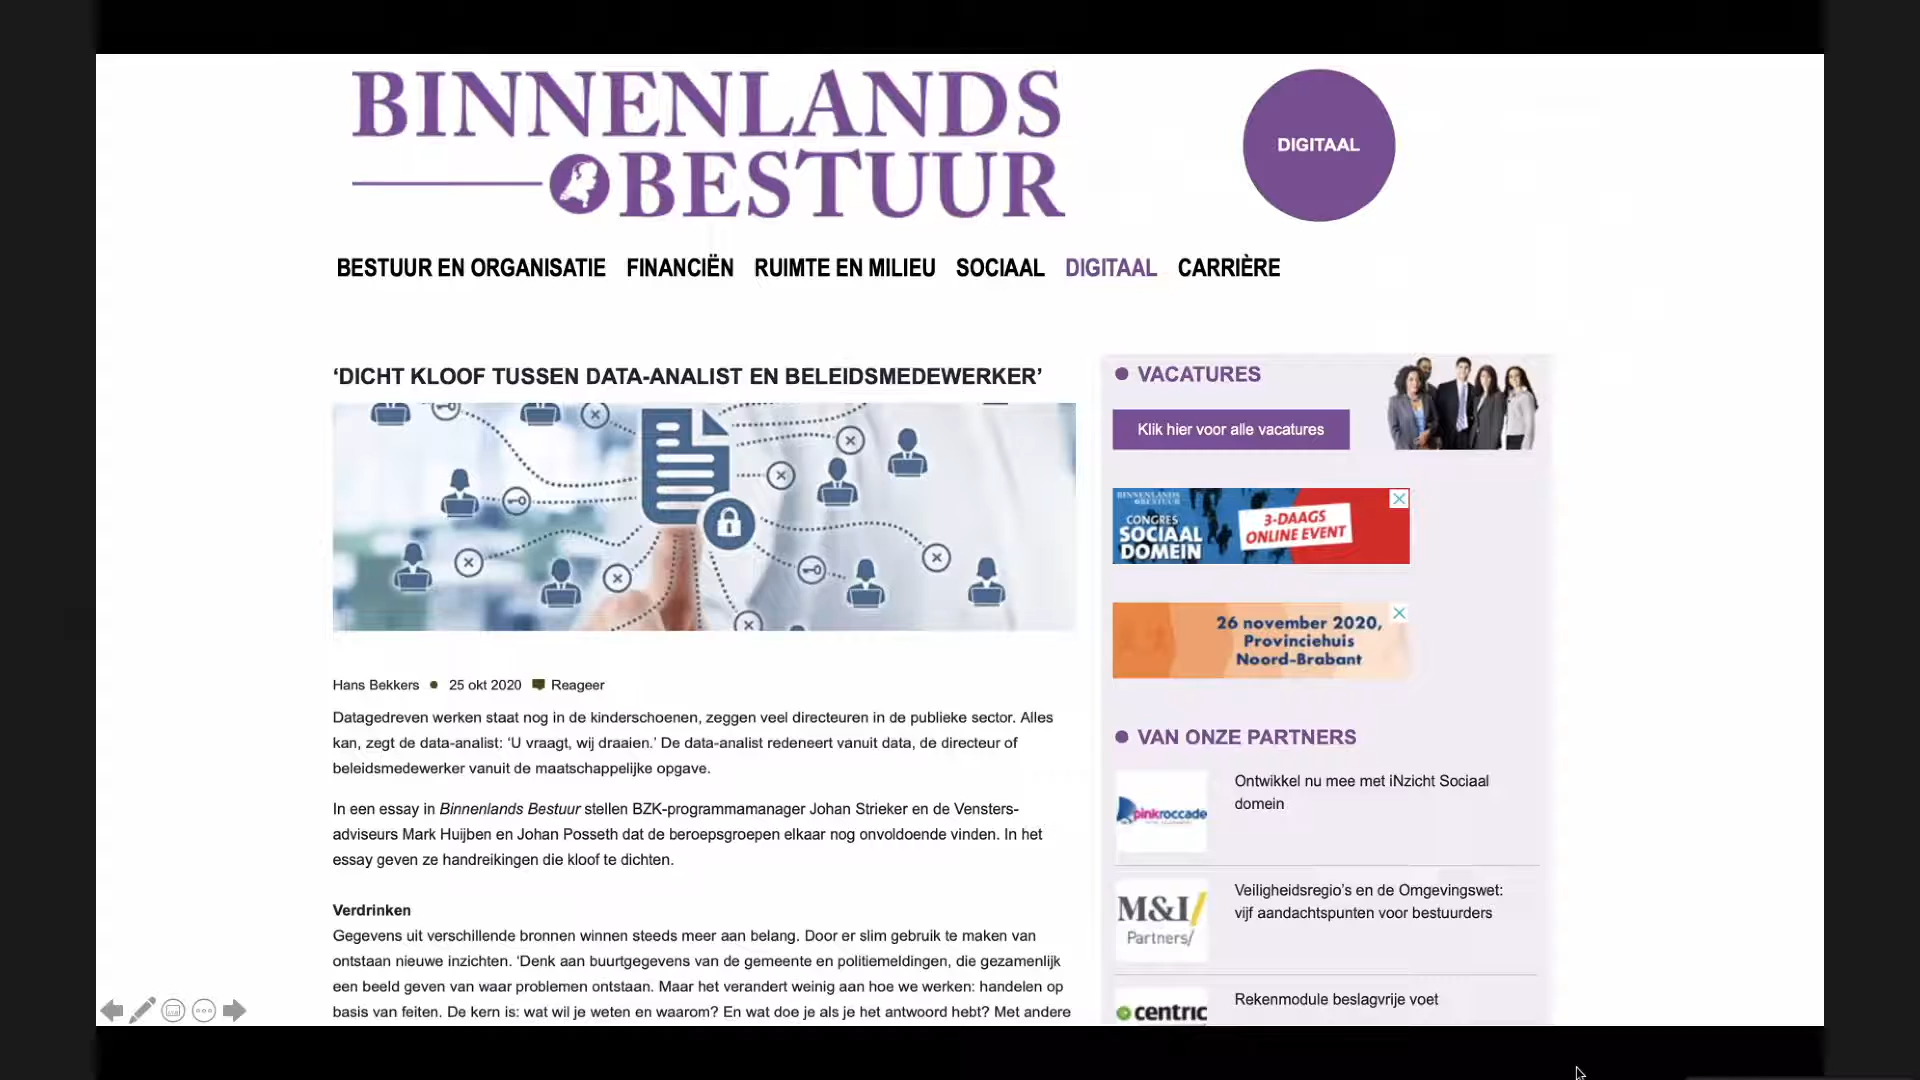 BINNENLANDS
BESTUUR
DIGITAAL
BESTUUR EN ORGANISATIE FINANCIËN RUIMTE EN MILIEU SOCIAAL DIGITAAL CARRIÈRE
‘DICHT KLOOF TUSSEN DATA-ANALIST EN BELEIDSMEDEWERKER’
Hans Bekkers ● 25 okt 2020 Reageer
Datagedreven werken staat nog in de kinderschoenen, zeggen veel directeuren in de publieke sector. Alles
kan, zegt de data-analist: ‘U vraagt, wij draaien.’ De data-analist redeneert vanuit data, de directeur of
beleidsmedewerker vanuit de maatschappelijke opgave.
In een essay in Binnenlands Bestuur stellen BZK-programmamanager Johan Strieker en de Vensters-
adviseurs Mark Huijben en Johan Posseth dat de beroepsgroepen elkaar nog onvoldoende vinden. In het
essay geven ze handreikingen die kloof te dichten.
Verdrinken
Gegevens uit verschillende bronnen winnen steeds meer aan belang. Door er slim gebruik te maken van
ontstaan nieuwe inzichten. ‘Denk aan buurtgegevens van de gemeente en politiemeldingen, die gezamenlijk
een beeld geven van waar problemen ontstaan. Maar het verandert weinig aan hoe we werken: handelen op
basis van feiten. De kern is: wat wil je weten en waarom? En wat doe je als je het antwoord hebt? Met andere
● VACATURES
Klik hier voor alle vacatures
BINNENLANDS
BESTUUR
CONGRES
SOCIAAL
DOMEIN
3-DAAGS
ONLINE EVENT
26 november 2020,
Provinciehuis
Noord-Brabant
● VAN ONZE PARTNERS
pinkroccade
Ontwikkel nu mee met iNzicht Sociaal
domein
M&I/
Partners/
Veiligheidsregio’s en de Omgevingswet:
vijf aandachtspunten voor bestuurders
centric
Rekenmodule beslagvrije voet